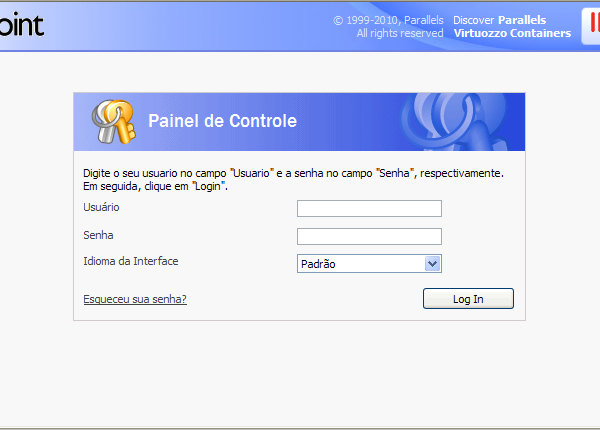 © 1999-2010, Parallels
All rights reserved
Discover Parallels
Virtuozzo Containers
Painel de Controle
Digite o seu usuario no campo "Usuario" e a senha no campo "Senha", respectivamente.
Em seguida, clique em "Login".
Usuário
Senha
Idioma da Interface
Padrão
Esqueceu sua senha?
Log In